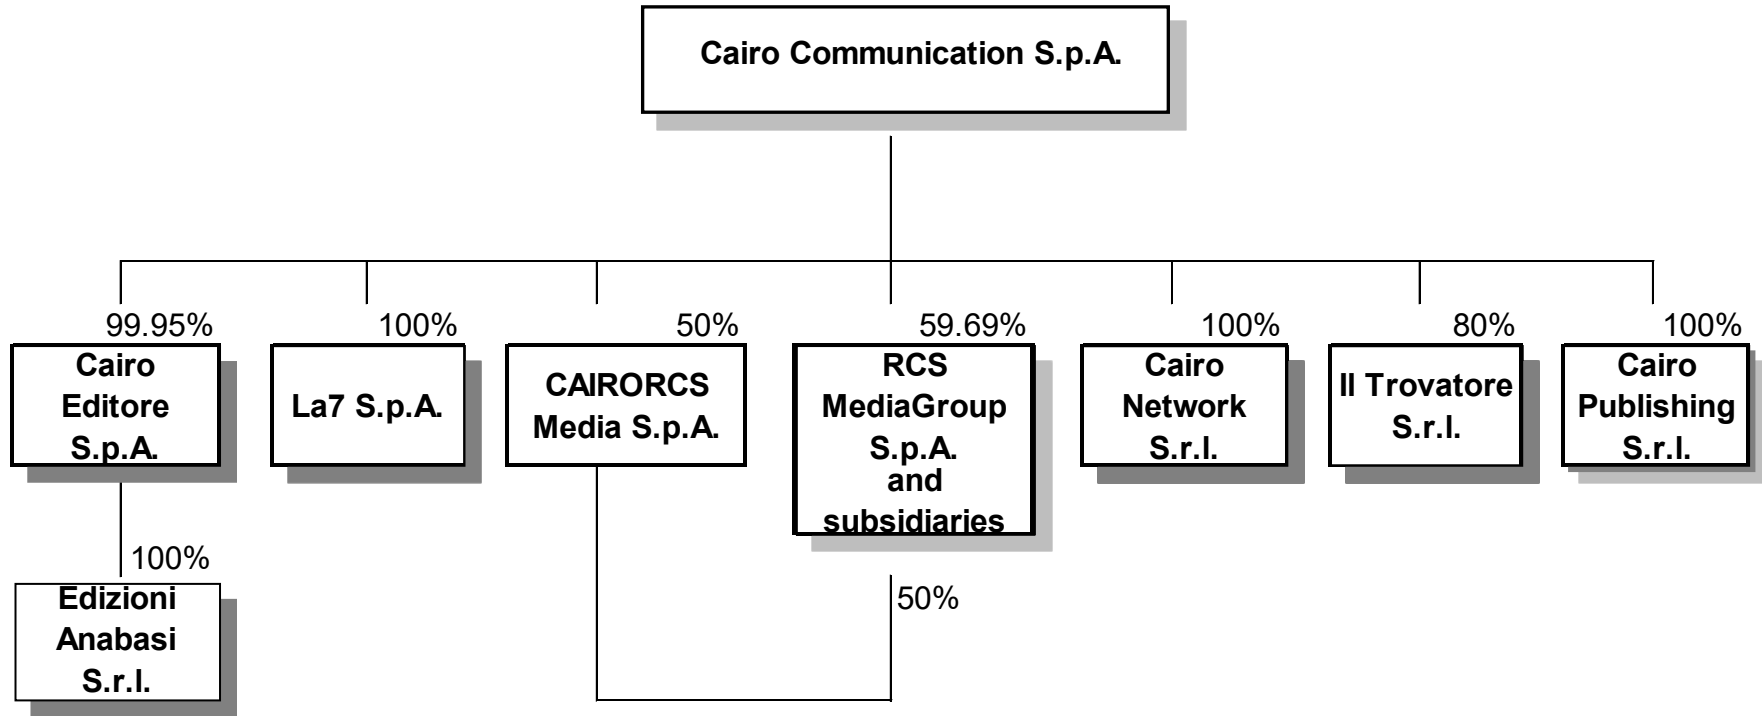 Cairo Communication S.p.A.
99.95%
100%
50%
59.69%
100%
80%
100%
Cairo
Editore
S.p.A.
La7 S.p.A.
CAIRORCS
Media S.p.A.
RCS
MediaGroup
S.p.A.
and
subsidiaries
Cairo
Network
S.r.l.
Il Trovatore
S.r.l.
Cairo
Publishing
S.r.l.
100%
50%
Edizioni
Anabasi
S.r.l.